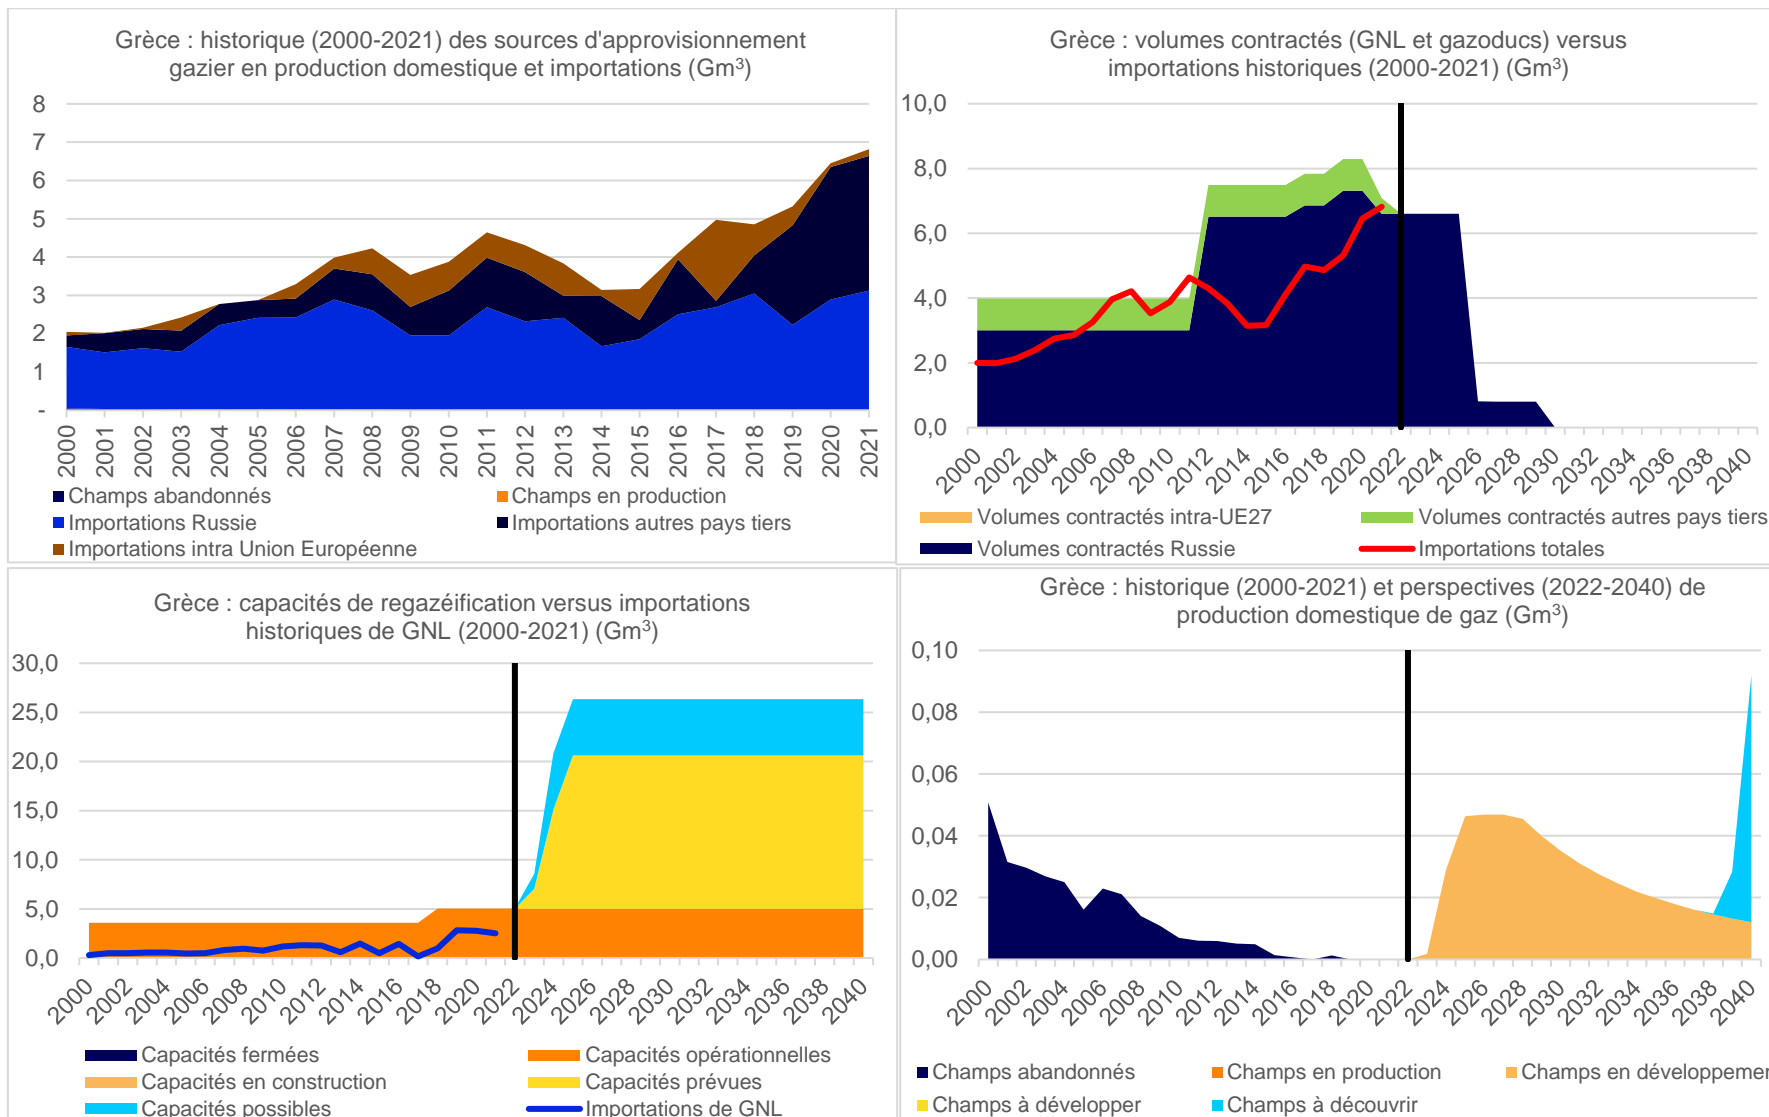 Grèce : historique (2000-2021) des sources d'approvisionnement
gazier en production domestique et importations (Gm³)
8
7
6
5
4
3
2
1
-
2000 2001 2002 2003 2004 2005 2006 2007 2008 2009 2010 2011 2012 2013 2014 2015 2016 2017 2018 2019 2020 2021
Champs abandonnés Champs en production
Importations Russie Importations autres pays tiers
Importations intra Union Européenne
Grèce : volumes contractés (GNL et gazoducs) versus
importations historiques (2000-2021) (Gm³)
10,0
8,0
6,0
4,0
2,0
0,0
2000 2002 2004 2006 2008 2010 2012 2014 2016 2018 2020 2022 2024 2026 2028 2030 2032 2034 2036 2038 2040
Volumes contractés intra-UE27 Volumes contractés autres pays tiers
Volumes contractés Russie Importations totales
Grèce : capacités de regazéification versus importations
historiques de GNL (2000-2021) (Gm³)
30,0
25,0
20,0
15,0
10,0
5,0
0,0
2000 2002 2004 2006 2008 2010 2012 2014 2016 2018 2020 2022 2024 2026 2028 2030 2032 2034 2036 2038 2040
Capacités fermées Capacités opérationnelles
Capacités en construction Capacités prévues
Capacités possibles Importations de GNL
Grèce : historique (2000-2021) et perspectives (2022-2040) de
production domestique de gaz (Gm³)
0,10
0,08
0,06
0,04
0,02
0,00
2000 2002 2004 2006 2008 2010 2012 2014 2016 2018 2020 2022 2024 2026 2028 2030 2032 2034 2036 2038 2040
Champs abandonnés Champs en production Champs en développemen
Champs à développer Champs à découvrir